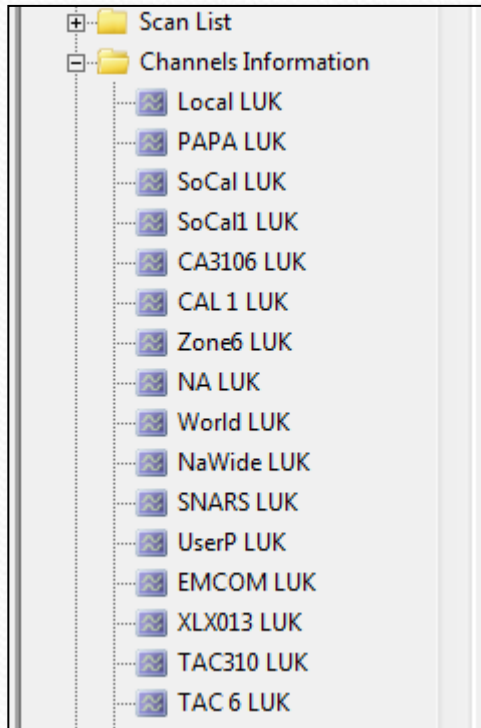 Scan List
Channels Information
Local LUK
PAPA LUK
SoCal LUK
SoCal1 LUK
CA3106 LUK
CAL 1 LUK
Zone6 LUK
NA LUK
World LUK
NaWide LUK
SNARS LUK
UserP LUK
EMCOM LUK
XLX013 LUK
TAC310 LUK
TAC 6 LUK